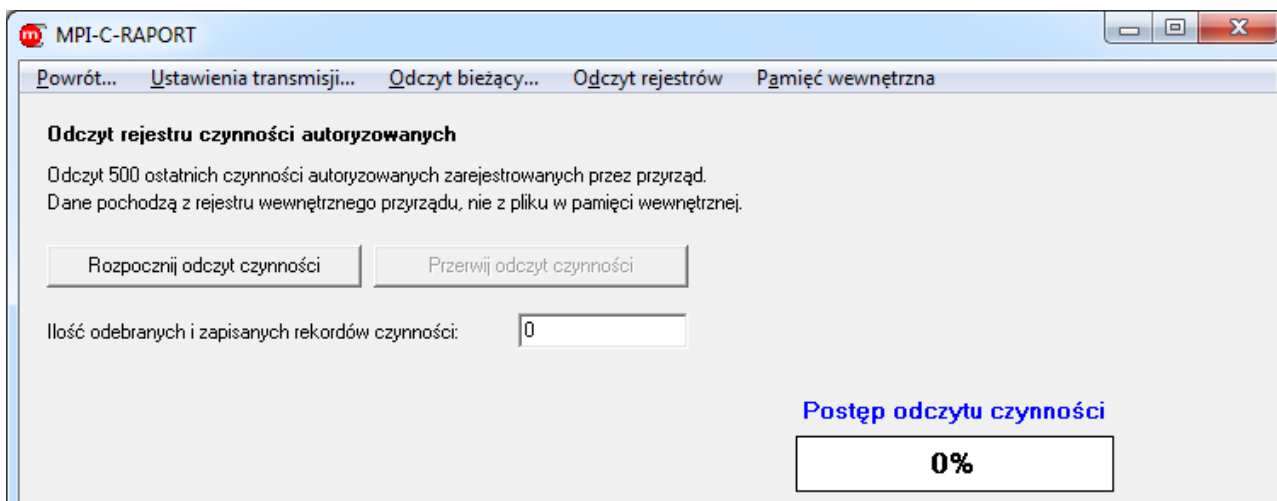 MPI-C-RAPORT
Powrót... Ustawienia transmisji... Odczyt bieżący... Odczyt rejestrów Pamięć wewnętrzna
Odczyt rejestru czynności autoryzowanych
Odczyt 500 ostatnich czynności autoryzowanych zarejestrowanych przez przyrząd.
Dane pochodzą z rejestru wewnętrznego przyrządu, nie z pliku w pamięci wewnętrznej.
Rozpocznij odczyt czynności Przerwij odczyt czynności
Ilość odebranych i zapisanych rekordów czynności: 0
Postęp odczytu czynności
0%